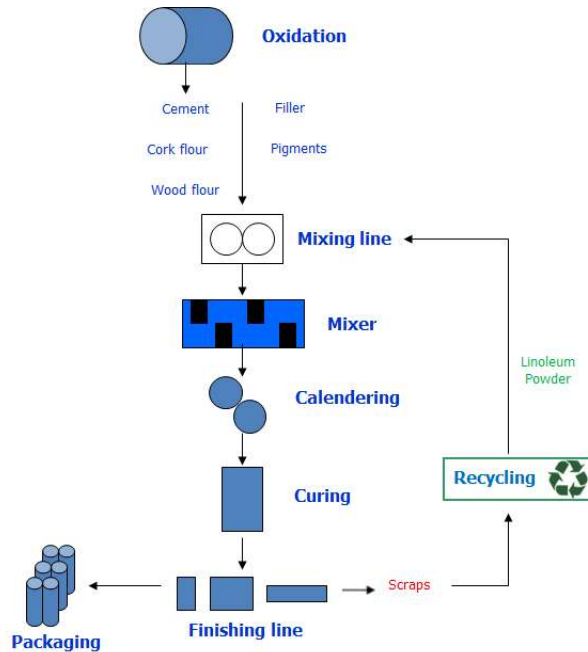 Oxidation
Cement
Filler
Cork flour
Pigments
Wood flour
Mixing line
Mixer
Linoleum
Powder
Calendering
Recycling
Curing
Scraps
Finishing line
Packaging